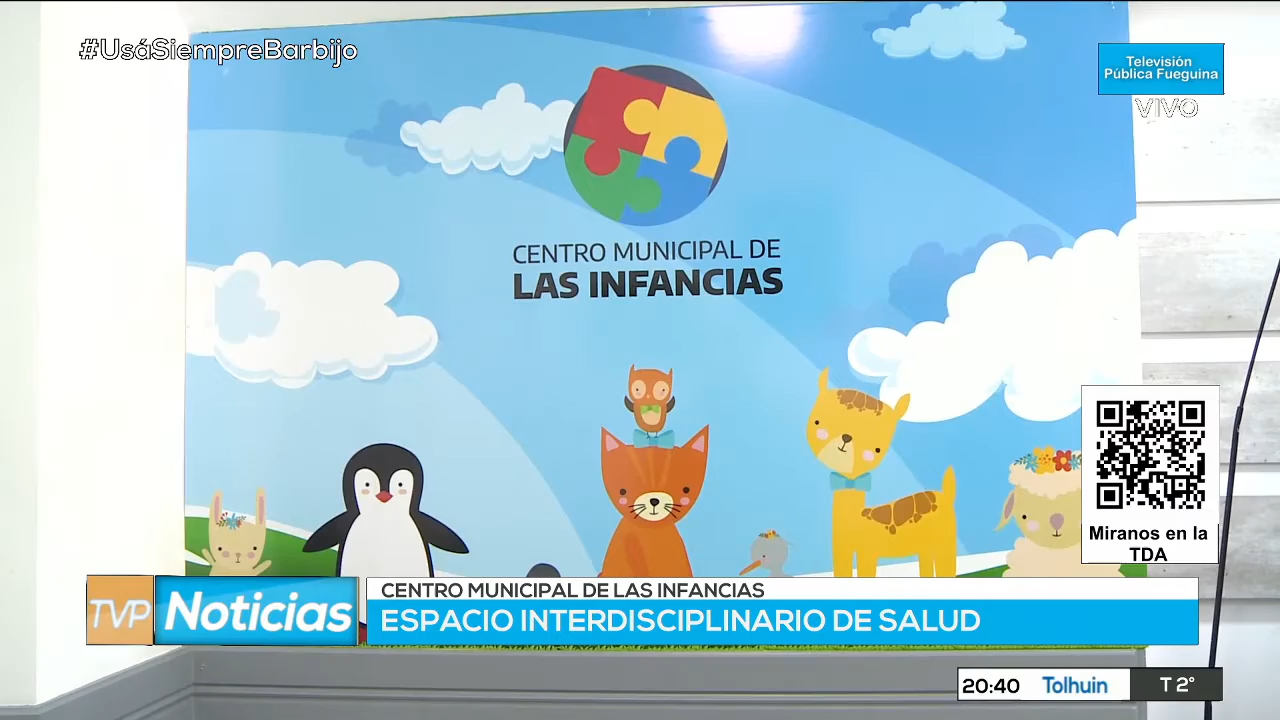 #UsáSiempreBarbijo
Televisión
Pública Fueguina
VIVO
CENTRO MUNICIPAL DE
LAS INFANCIAS
Miranos en la
TDA
CENTRO MUNICIPAL DE LAS INFANCIAS
TVP Noticias
ESPACIO INTERDISCIPLINARIO DE SALUD
20:40 Tolhuin T 2°